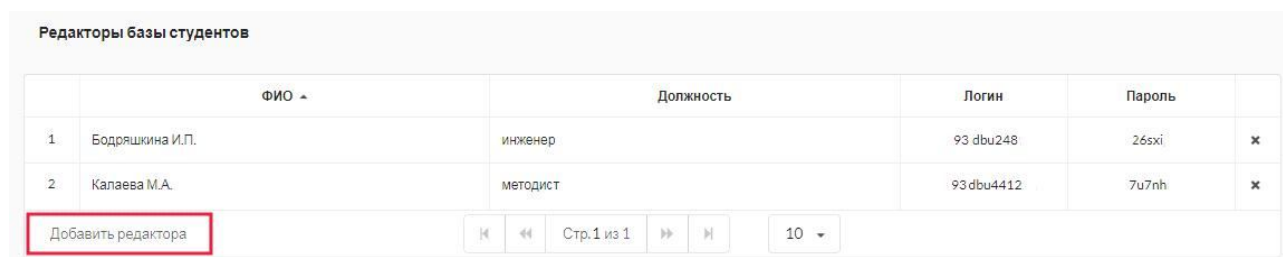 Редакторы базы студентов
ФИО Должность Логин Пароль
1 Бодряшкина И.П. инженер 93 dbu248 26sxi
2 Калаева М.А. методист 93dbu4412 7u7nh
Добавить редактора Стр. 1 из 1 10